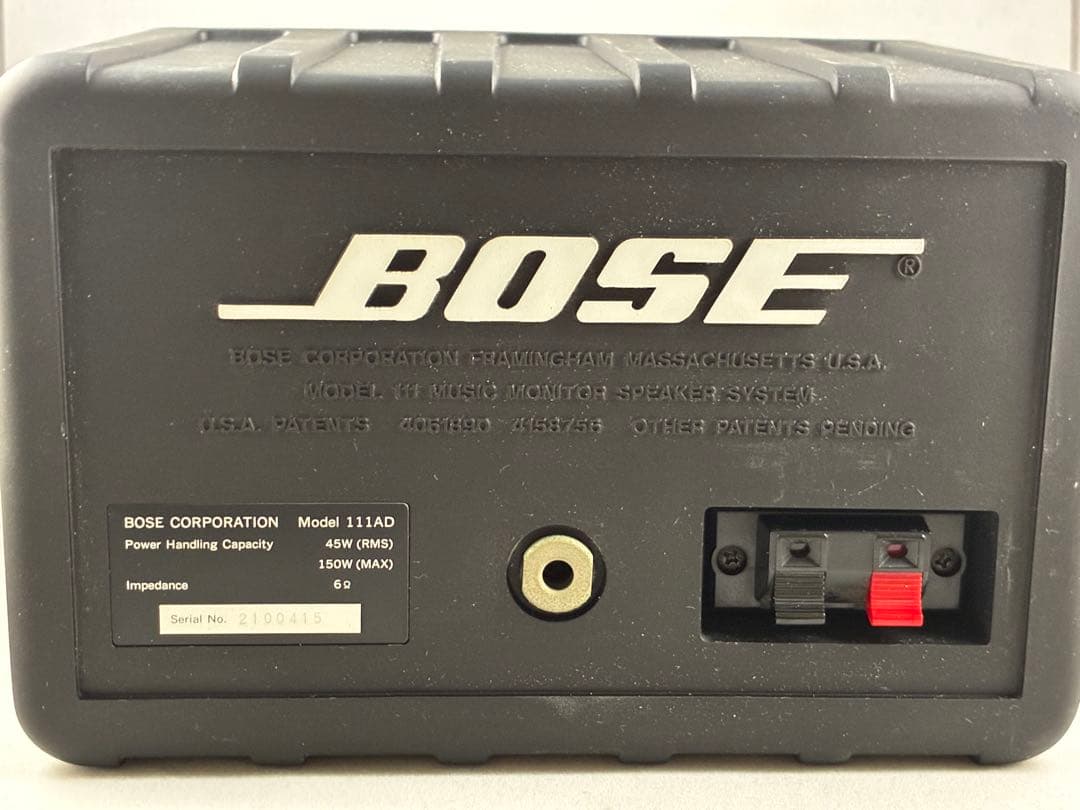 BOSE ®
BOSE CORPORATION FRAMINGHAM MASSACHUSETTS U.S.A.
MODEL 111 MUSIC MONITOR SPEAKER SYSTEM
U.S.A. PATENTS 4061890 4158756 OTHER PATENTS PENDING
BOSE CORPORATION Model 111AD
Power Handling Capacity 45W (RMS)
150W (MAX)
Impedance 6Ω
Serial No. 2100415